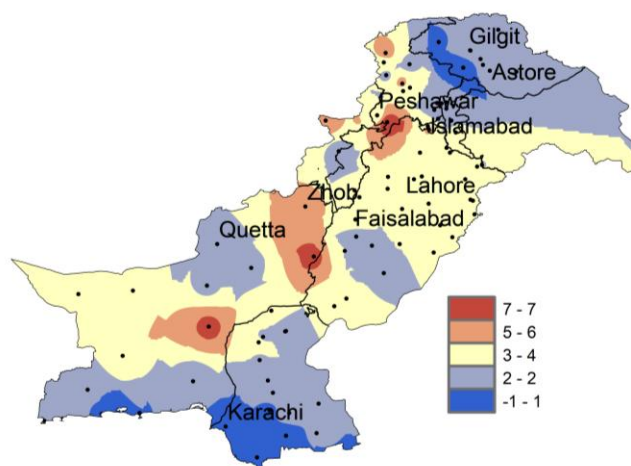 Gilgit
Astore
Peshawar
Islamabad
Zhob
Lahore
Faisalabad
Quetta
Karachi
7 - 7
5 - 6
3 - 4
2 - 2
-1 - 1